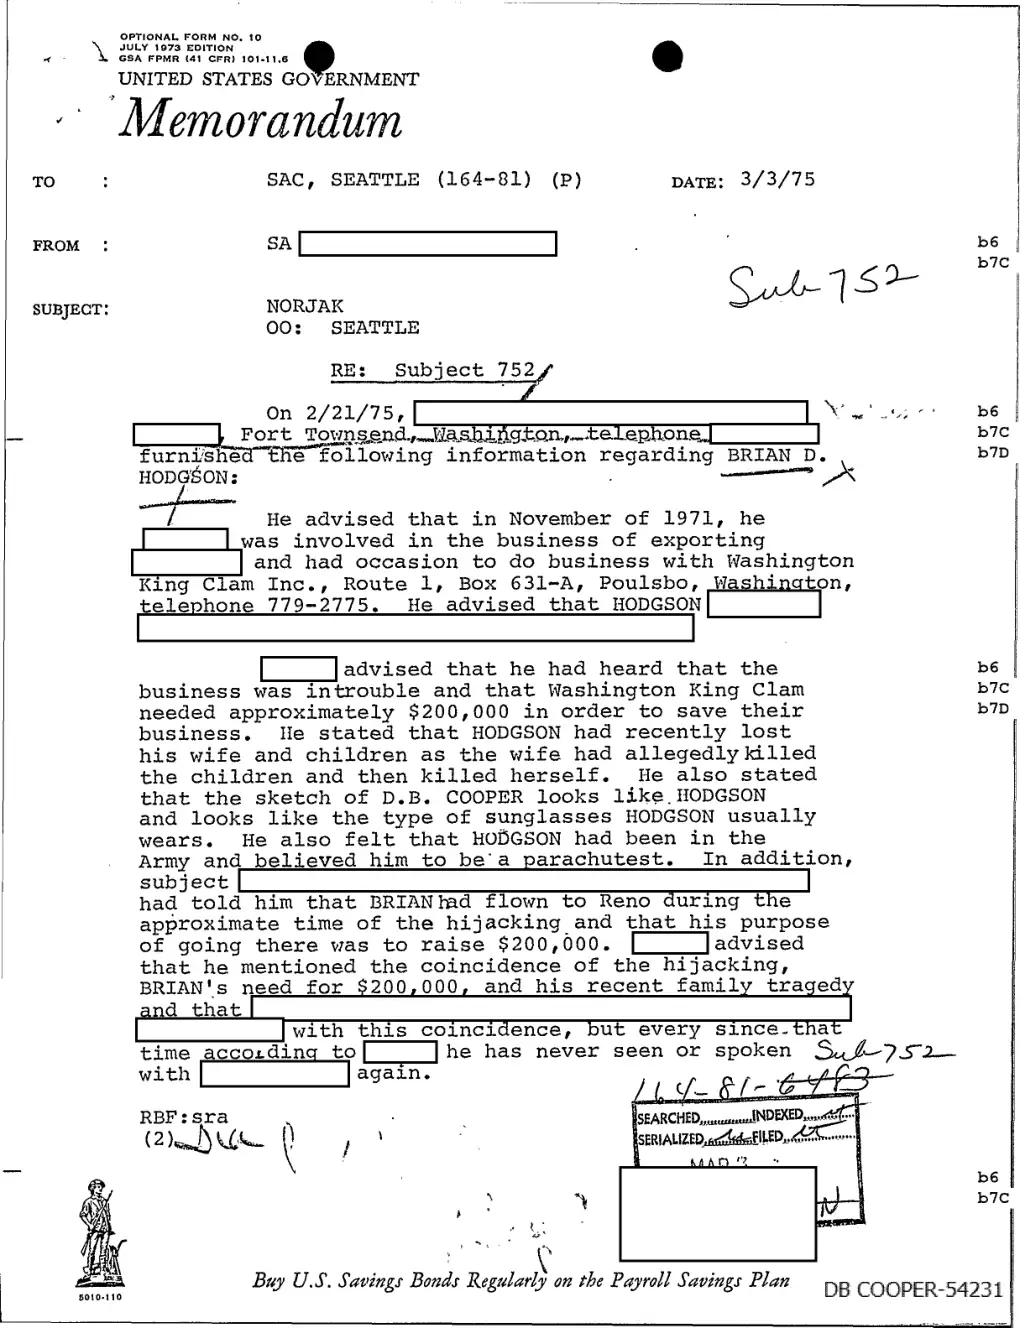 OPTIONAL FORM NO. 10
JULY 1973 EDITION
GSA FPMR (41 CFR) 101-11.6
UNITED STATES GOVERNMENT
Memorandum
TO : SAC, SEATTLE (164-81) (P) DATE: 3/3/75
FROM : SA b6
b7C
Sub 752
SUBJECT: NORJAK
OO: SEATTLE
RE: Subject 752
On 2/21/75, b6
, Fort Townsend, Washington, telephone b7C
furnished the following information regarding BRIAN D. b7D
HODGSON:
He advised that in November of 1971, he
was involved in the business of exporting
and had occasion to do business with Washington
King Clam Inc., Route 1, Box 631-A, Poulsbo, Washington,
telephone 779-2775. He advised that HODGSON
advised that he had heard that the b6
business was introuble and that Washington King Clam b7C
needed approximately $200,000 in order to save their b7D
business. He stated that HODGSON had recently lost
his wife and children as the wife had allegedly killed
the children and then killed herself. He also stated
that the sketch of D.B. COOPER looks like HODGSON
and looks like the type of sunglasses HODGSON usually
wears. He also felt that HODGSON had been in the
Army and believed him to be a parachutest. In addition,
subject
had told him that BRIAN had flown to Reno during the
approximate time of the hijacking and that his purpose
of going there was to raise $200,000. advised
that he mentioned the coincidence of the hijacking,
BRIAN's need for $200,000, and his recent family tragedy
and that
with this coincidence, but every since that
time according to he has never seen or spoken Sub 752
with again.
164-81-6483
RBF:sra
(2)
SEARCHED INDEXED
SERIALIZED FILED
MAR 3
b6
b7C
N
5010-110
Buy U.S. Savings Bonds Regularly on the Payroll Savings Plan
DB COOPER-54231